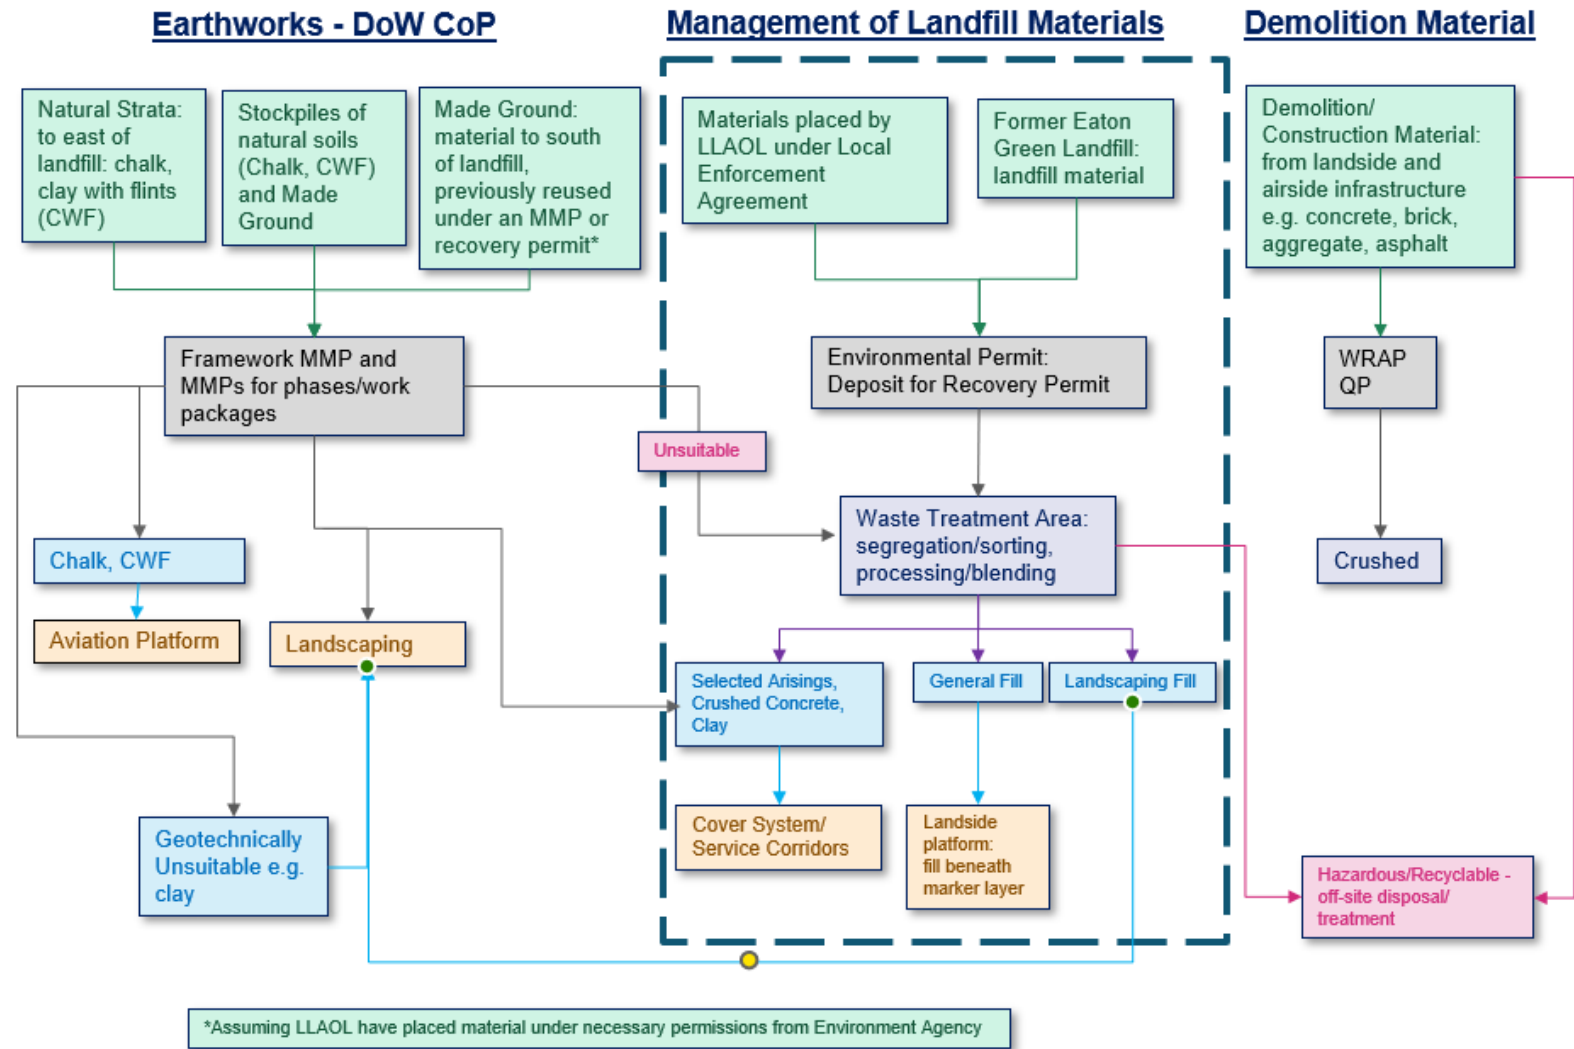 Earthworks - DoW CoP
Management of Landfill Materials
Demolition Material
Natural Strata:
to east of
landfill: chalk,
clay with flints
(CWF)
Stockpiles of
natural soils
(Chalk, CWF)
and Made
Ground
Made Ground:
material to south
of landfill,
previously reused
under an MMP or
recovery permit*
Materials placed by
LLAOL under Local
Enforcement
Agreement
Former Eaton
Green Landfill:
landfill material
Demolition/
Construction Material:
from landside and
airside infrastructure
e.g. concrete, brick,
aggregate, asphalt
Framework MMP and
MMPs for phases/work
packages
Environmental Permit:
Deposit for Recovery Permit
WRAP
QP
Unsuitable
Waste Treatment Area:
segregation/sorting,
processing/blending
Chalk, CWF
Crushed
Aviation Platform
Landscaping
Selected Arisings,
Crushed Concrete,
Clay
General Fill
Landscaping Fill
Geotechnically
Unsuitable e.g.
clay
Cover System/
Service Corridors
Landside
platform:
fill beneath
marker layer
Hazardous/Recyclable -
off-site disposal/
treatment
*Assuming LLAOL have placed material under necessary permissions from Environment Agency